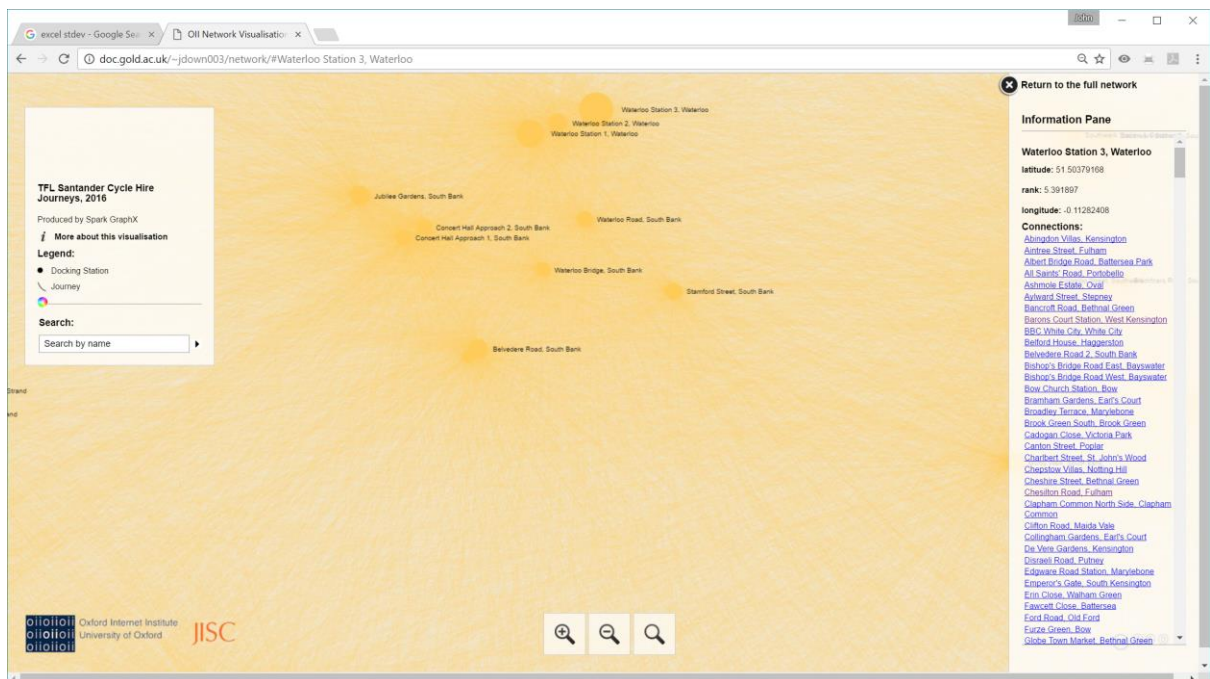 John
excel stdev - Google Sea
OII Network Visualisation
doc.gold.ac.uk/~jdown003/network/#Waterloo Station 3, Waterloo
TFL Santander Cycle Hire
Journeys, 2016
Produced by Spark GraphX
i More about this visualisation
Legend:
Docking Station
Journey
Search:
Search by name
Waterloo Station 3, Waterloo
Waterloo Station 2, Waterloo
Waterloo Station 1, Waterloo
Jubilee Gardens, South Bank
Waterloo Road, South Bank
Concert Hall Approach 2, South Bank
Concert Hall Approach 1, South Bank
Waterloo Bridge, South Bank
Stamford Street, South Bank
Belvedere Road, South Bank
Strand
and
oiioiioii Oxford Internet Institute
oiioiioii University of Oxford
oiioiioii
JISC
Return to the full network
Information Pane
Waterloo Station 3, Waterloo
latitude: 51.50379168
rank: 5.391897
longitude: -0.11282408
Connections:
Abingdon Villas, Kensington
Aintree Street, Fulham
Albert Bridge Road, Battersea Park
All Saints' Road, Portobello
Ashmole Estate, Oval
Aylward Street, Stepney
Bancroft Road, Bethnal Green
Barons Court Station, West Kensington
BBC White City, White City
Belford House, Haggerston
Belvedere Road 2, South Bank
Bishop's Bridge Road East, Bayswater
Bishop's Bridge Road West, Bayswater
Bow Church Station, Bow
Bramham Gardens, Earl's Court
Broadley Terrace, Marylebone
Brook Green South, Brook Green
Cadogan Close, Victoria Park
Canton Street, Poplar
Charlbert Street, St. John's Wood
Chepstow Villas, Notting Hill
Cheshire Street, Bethnal Green
Chesilton Road, Fulham
Clapham Common North Side, Clapham
Common
Clifton Road, Maida Vale
Collingham Gardens, Earl's Court
De Vere Gardens, Kensington
Disraeli Road, Putney
Edgware Road Station, Marylebone
Emperor's Gate, South Kensington
Erin Close, Walham Green
Fawcett Close, Battersea
Ford Road, Old Ford
Furze Green, Bow
Globe Town Market, Bethnal Green